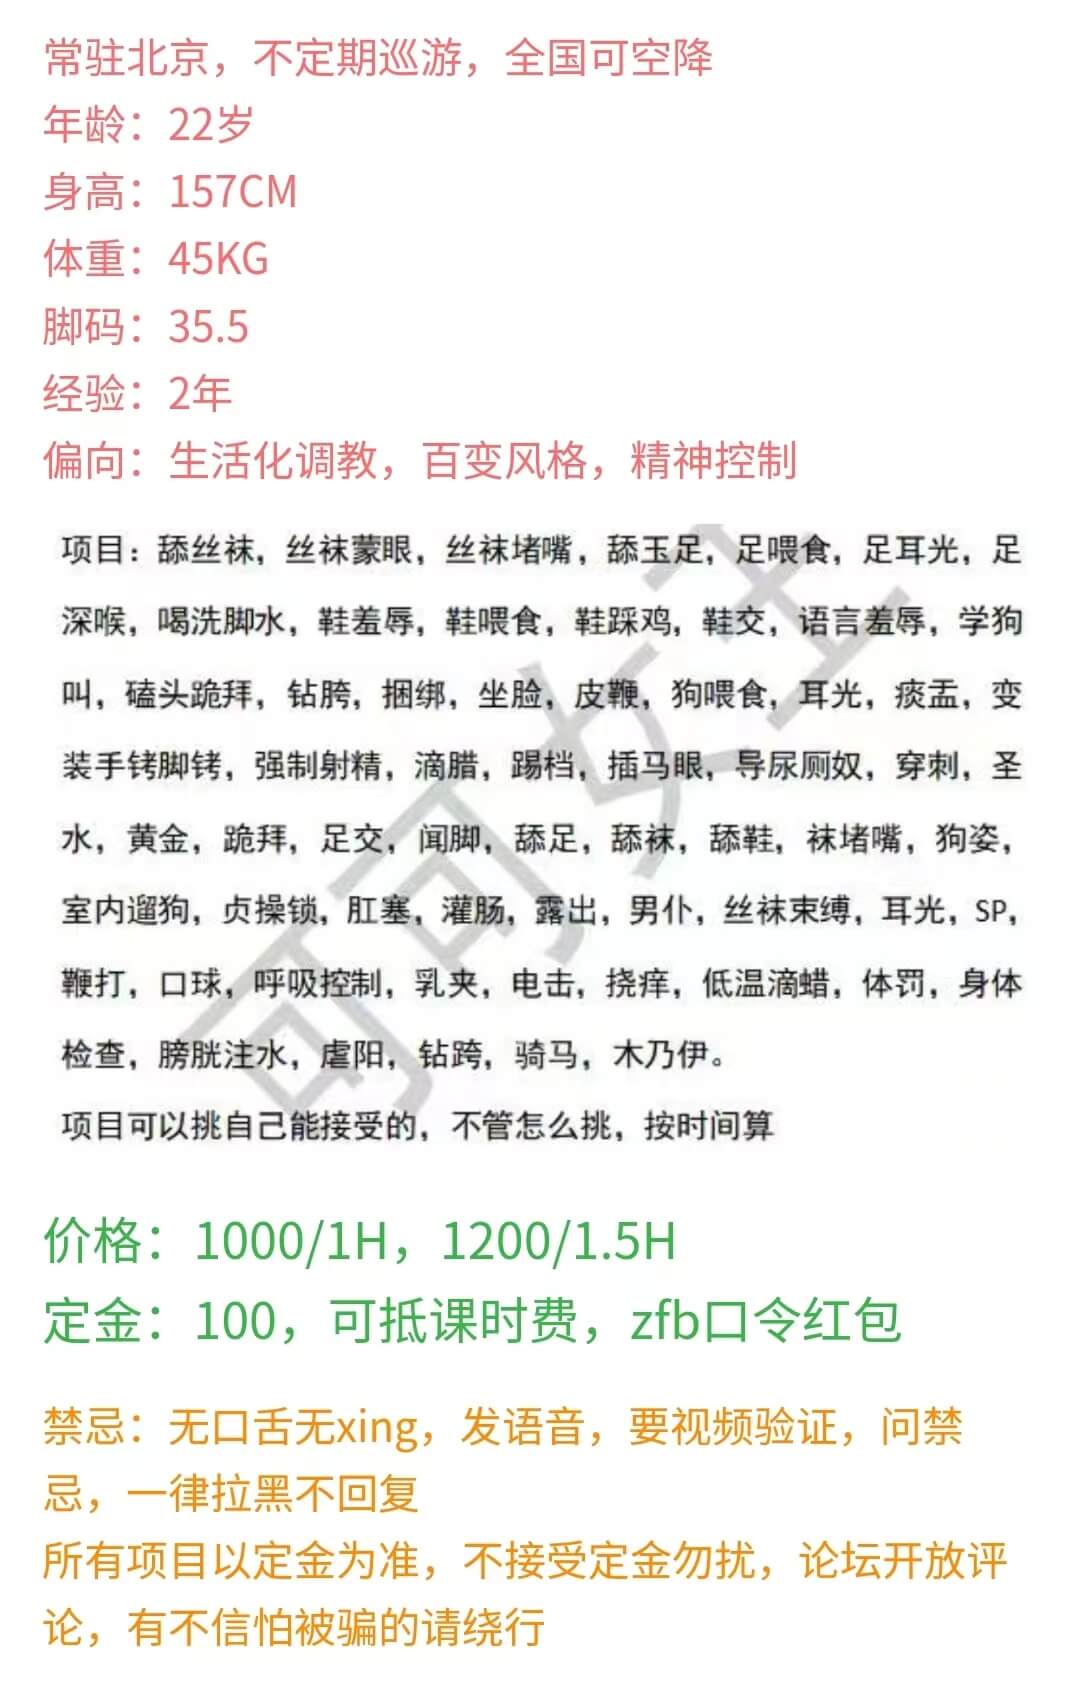 常驻北京，不定期巡游，全国可空降
年龄：22岁
身高：157CM
体重：45KG
脚码：35.5
经验：2年
偏向：生活化调教，百变风格，精神控制
项目：舔丝袜，丝袜蒙眼，丝袜堵嘴，舔玉足，足喂食，足耳光，足
深喉，喝洗脚水，鞋羞辱，鞋喂食，鞋踩鸡，鞋交，语言羞辱，学狗
叫，磕头跪拜，钻胯，捆绑，坐脸，皮鞭，狗喂食，耳光，痰盂，变
装手铐脚铐，强制射精，滴腊，踢档，插马眼，导尿厕奴，穿刺，圣
水，黄金，跪拜，足交，闻脚，舔足，舔袜，舔鞋，袜堵嘴，狗姿，
室内遛狗，贞操锁，肛塞，灌肠，露出，男仆，丝袜束缚，耳光，SP，
鞭打，口球，呼吸控制，乳夹，电击，挠痒，低温滴蜡，体罚，身体
检查，膀胱注水，虐阳，钻跨，骑马，木乃伊。
项目可以挑自己能接受的，不管怎么挑，按时间算
可可女士
价格：1000/1H，1200/1.5H
定金：100，可抵课时费，zfb口令红包
禁忌：无口舌无xing，发语音，要视频验证，问禁
忌，一律拉黑不回复
所有项目以定金为准，不接受定金勿扰，论坛开放评
论，有不信怕被骗的请绕行